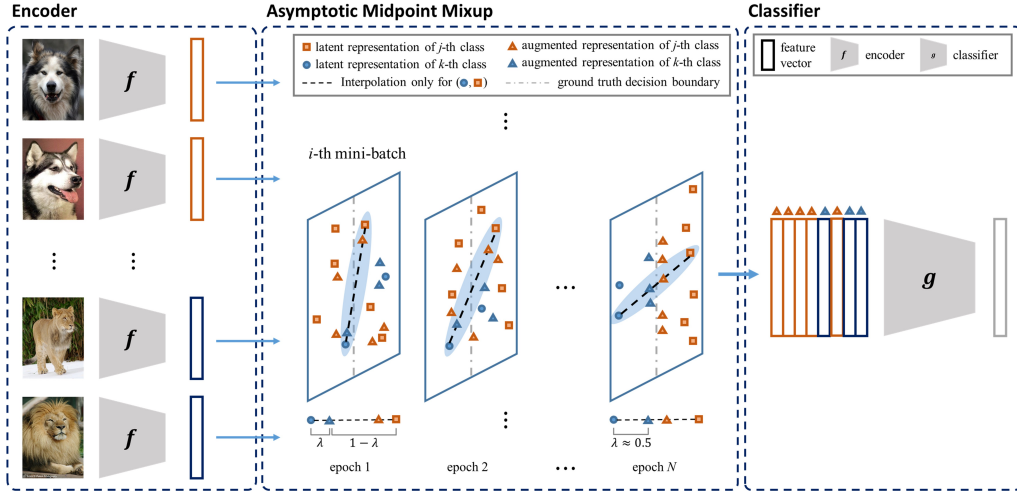 Encoder
Asymptotic Midpoint Mixup
Classifier
latent representation of j-th class
augmented representation of j-th class
latent representation of k-th class
augmented representation of k-th class
Interpolation only for ( , )
ground truth decision boundary
feature
vector
f
encoder
g
classifier
f
f
f
f
i-th mini-batch
g
λ
1 − λ
λ ≈ 0.5
epoch 1
epoch 2
epoch N